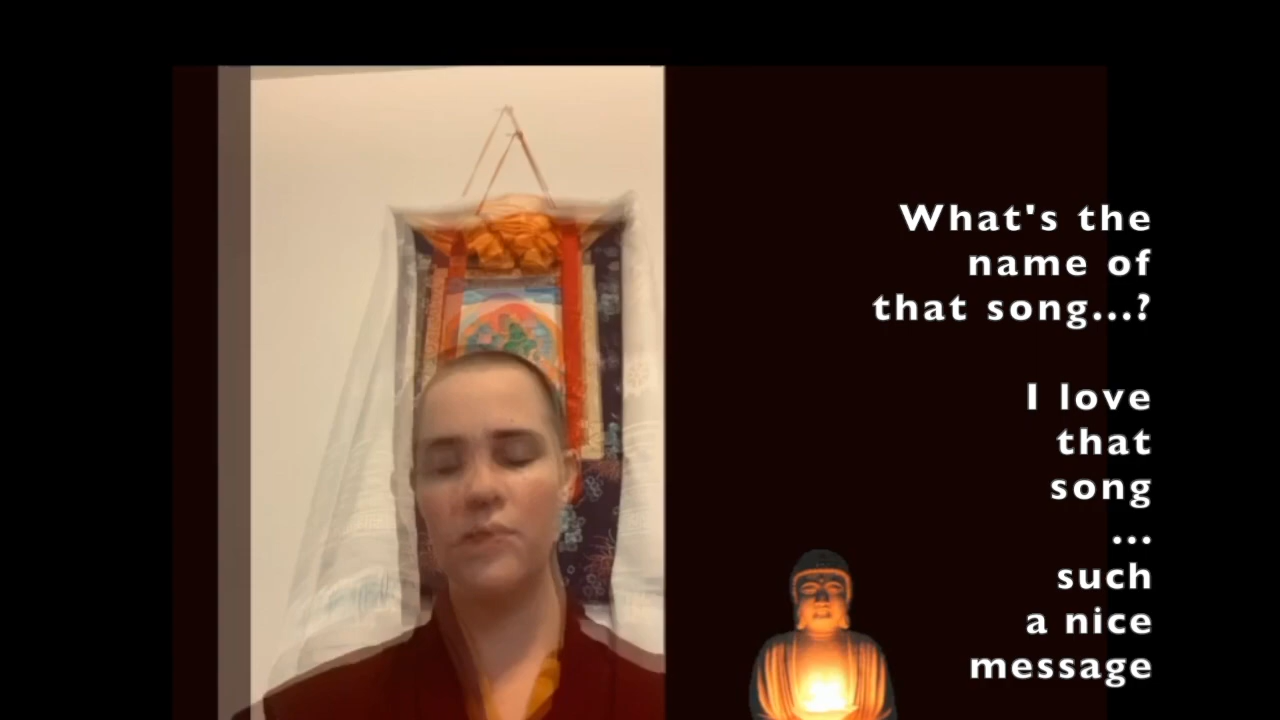 What's the
name of
that song...?
I love
that
song
...
such
a nice
message